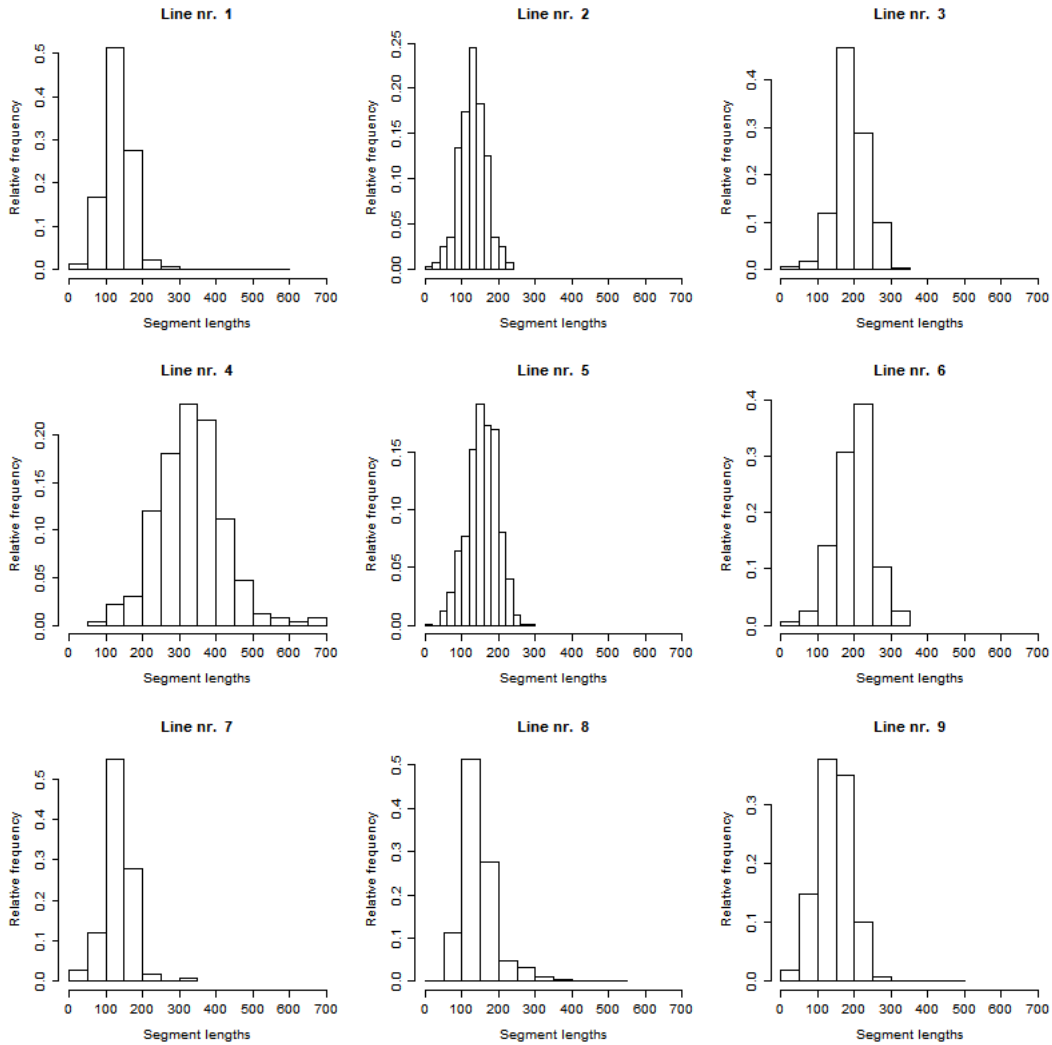 Line nr. 1
Relative frequency
0.0 0.1 0.2 0.3 0.4 0.5
0 100 200 300 400 500 600 700
Segment lengths
Line nr. 2
Relative frequency
0.00 0.05 0.10 0.15 0.20 0.25
0 100 200 300 400 500 600 700
Segment lengths
Line nr. 3
Relative frequency
0.0 0.1 0.2 0.3 0.4
0 100 200 300 400 500 600 700
Segment lengths
Line nr. 4
Relative frequency
0.00 0.05 0.10 0.15 0.20
0 100 200 300 400 500 600 700
Segment lengths
Line nr. 5
Relative frequency
0.00 0.05 0.10 0.15
0 100 200 300 400 500 600 700
Segment lengths
Line nr. 6
Relative frequency
0.0 0.1 0.2 0.3 0.4
0 100 200 300 400 500 600 700
Segment lengths
Line nr. 7
Relative frequency
0.0 0.1 0.2 0.3 0.4 0.5
0 100 200 300 400 500 600 700
Segment lengths
Line nr. 8
Relative frequency
0.0 0.1 0.2 0.3 0.4 0.5
0 100 200 300 400 500 600 700
Segment lengths
Line nr. 9
Relative frequency
0.0 0.1 0.2 0.3
0 100 200 300 400 500 600 700
Segment lengths